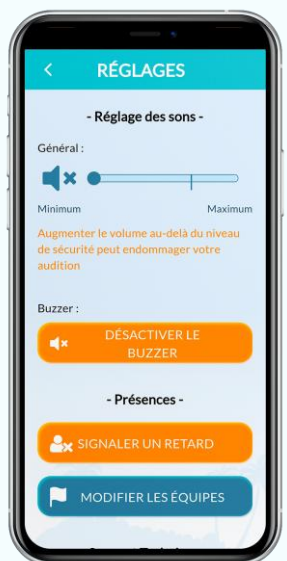 RÉGLAGES
- Réglage des sons -
Général :
Minimum Maximum
Augmenter le volume au-delà du niveau
de sécurité peut endommager votre
audition
Buzzer :
DÉSACTIVER LE
BUZZER
- Présences -
SIGNALER UN RETARD
MODIFIER LES ÉQUIPES